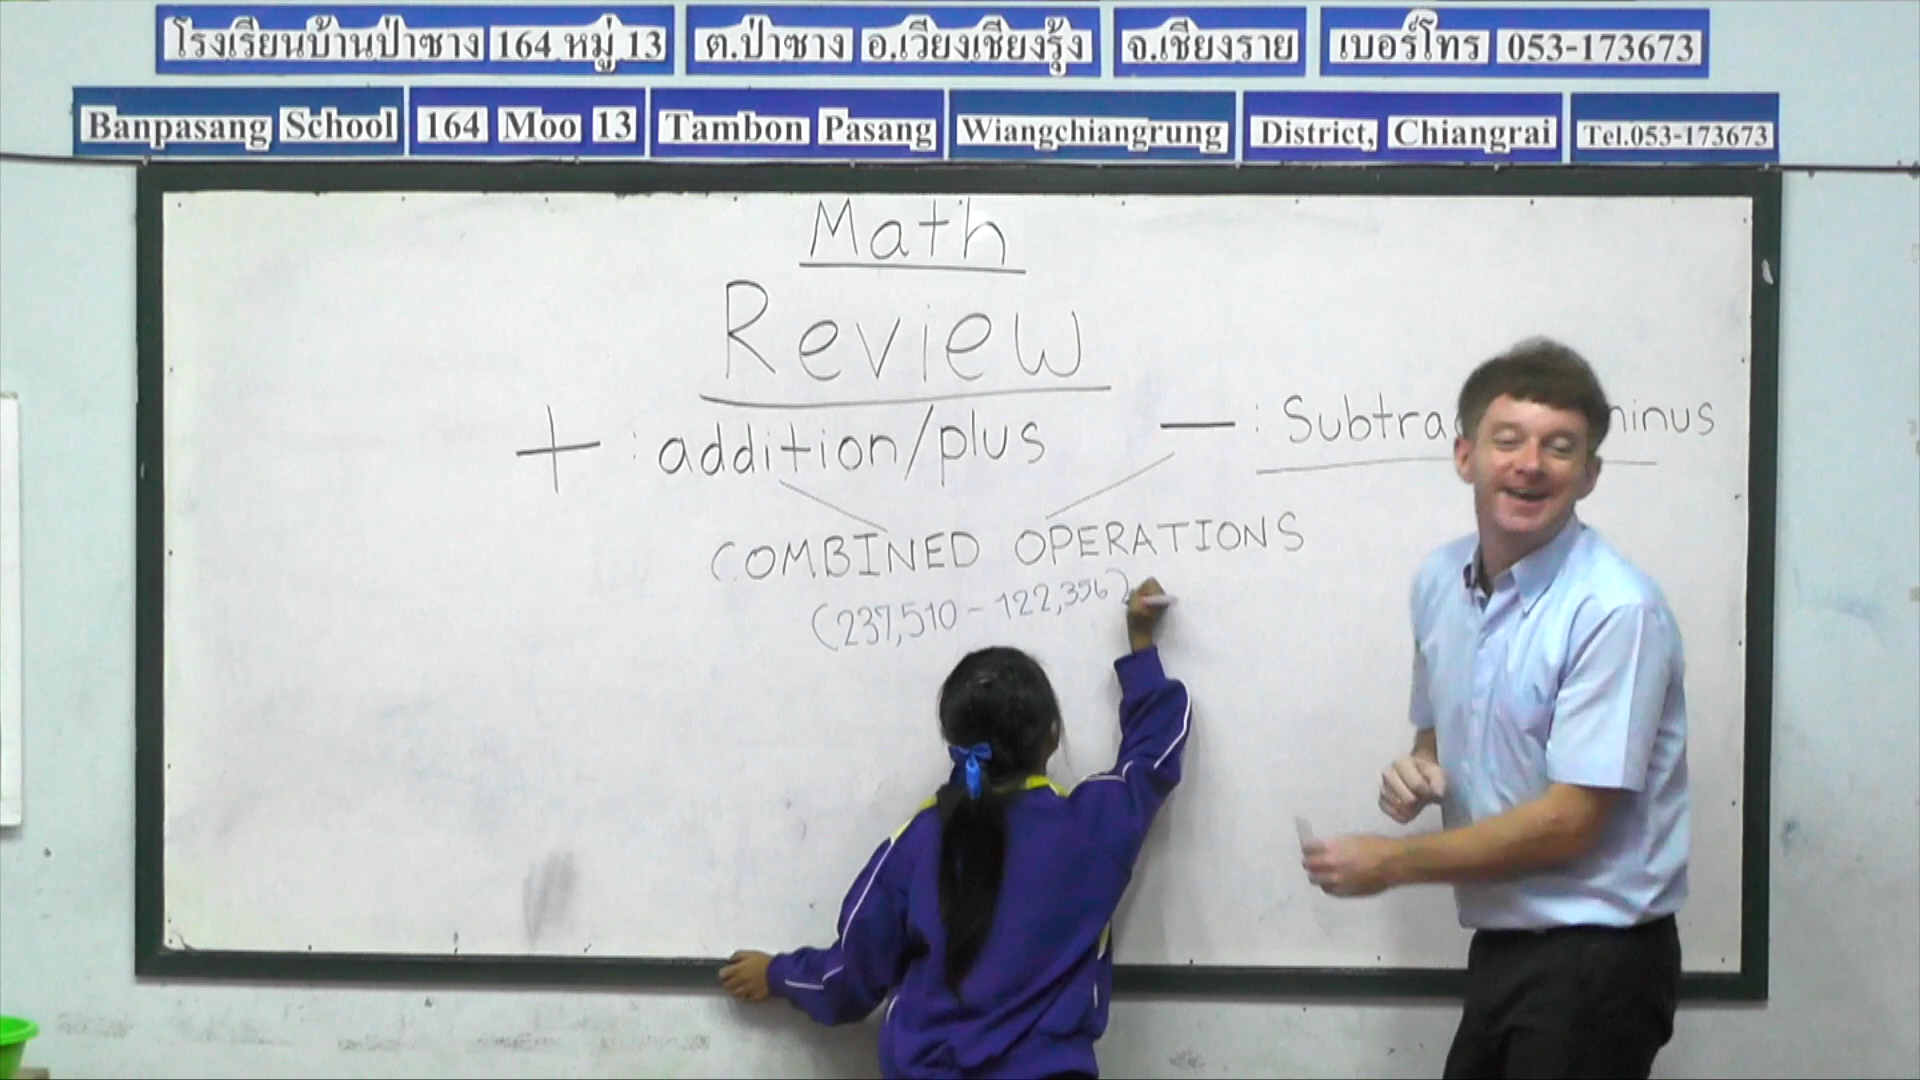 โรงเรียนบ้านป่าซาง 164 หมู่ 13 ต.ป่าซาง อ.เวียงเชียงรุ้ง จ.เชียงราย เบอร์โทร 053-173673
Banpasang School 164 Moo 13 Tambon Pasang Wiangchiangrung District, Chiangrai Tel.053-173673
Math
Review
+ : addition/plus — : Subtra minus
COMBINED OPERATIONS
(237,510 - 122,356)